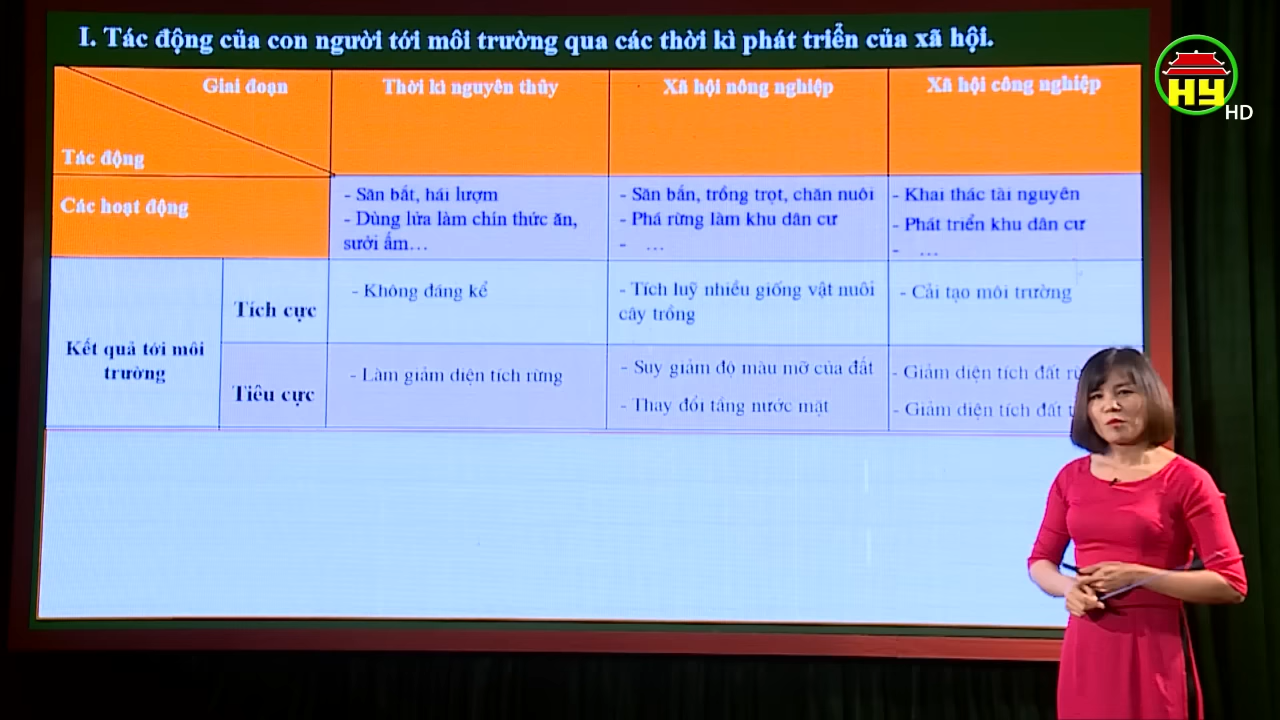 I. Tác động của con người tới môi trường qua các thời kì phát triển của xã hội.
Giai đoạn
Tác động
Thời kì nguyên thủy
Xã hội nông nghiệp
Xã hội công nghiệp
Các hoạt động
- Săn bắt, hái lượm
- Dùng lửa làm chín thức ăn,
sưởi ấm...
- Săn bắn, trồng trọt, chăn nuôi
- Phá rừng làm khu dân cư
- ...
- Khai thác tài nguyên
- Phát triển khu dân cư
- ...
Kết quả tới môi
trường
Tích cực
- Không đáng kể
- Tích luỹ nhiều giống vật nuôi
cây trồng
- Cải tạo môi trường
Tiêu cực
- Làm giảm diện tích rừng
- Suy giảm độ màu mỡ của đất
- Thay đổi tầng nước mặt
- Giảm diện tích đất
- Giảm diện tích đất
HY
HD